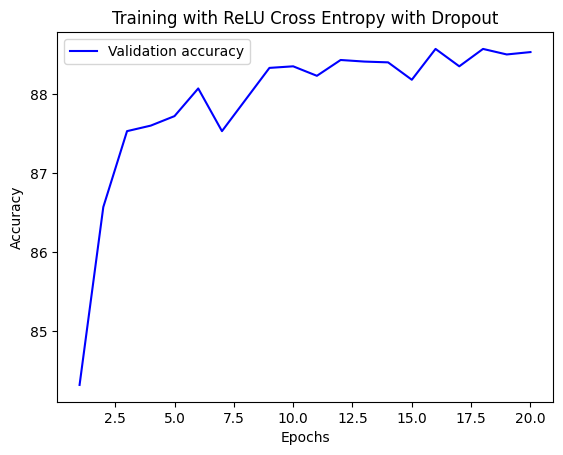 Training with ReLU Cross Entropy with Dropout
Validation accuracy
88
87
86
85
Accuracy
2.5 5.0 7.5 10.0 12.5 15.0 17.5 20.0
Epochs